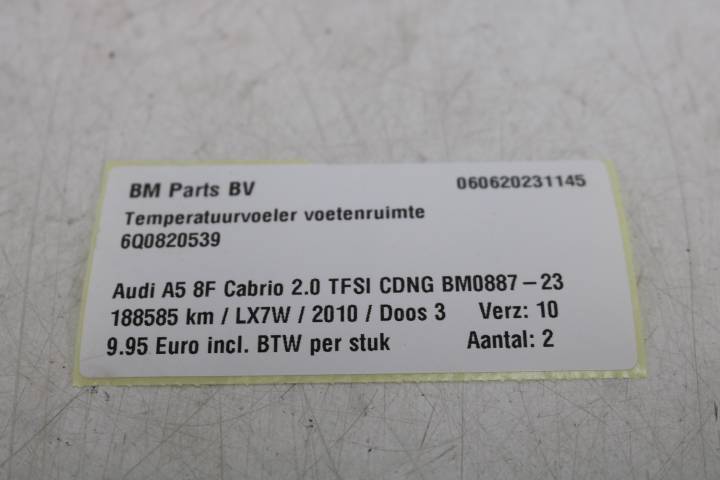 BM Parts BV 060620231145
Temperatuurvoeler voetenruimte
6Q0820539
Audi A5 8F Cabrio 2.0 TFSI CDNG BM0887-23
188585 km / LX7W / 2010 / Doos 3 Verz: 10
9.95 Euro incl. BTW per stuk Aantal: 2